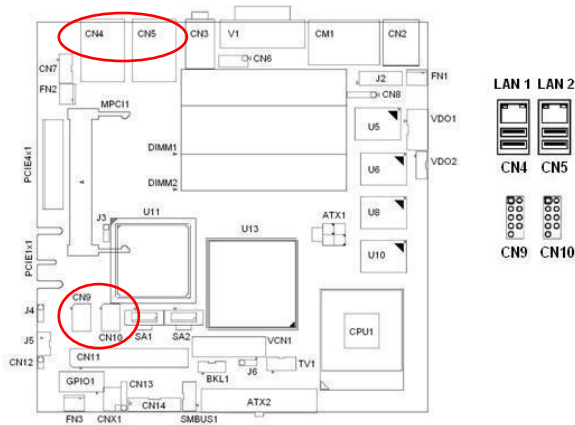 CN4 CN5 CN3 V1 CM1 CN2
CN7 CN6 J2 FN1
FN2 CN8
MPCI1
LAN 1 LAN 2
U5 VDO1
CN4 CN5
PCIE4x1
A
DIMM1
U6 VDO2
DIMM2
U8
CN9 CN10
J3 U11 U13 ATX1
U10
PCIE1x1
CN9
J4 CN10 SA1 SA2 CPU1
J5 VCN1
CN11
CN12 J6 TV1
BKL1
GPIO1 CN13
FN3 CNX1 CN14 SMBUS1 ATX2